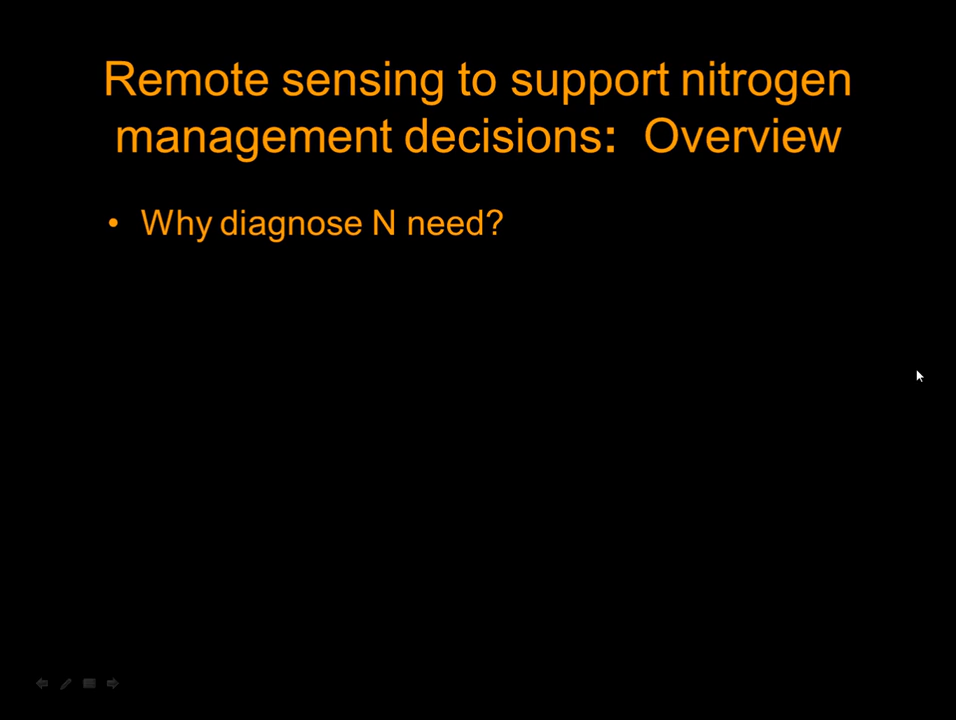 Remote sensing to support nitrogen
management decisions: Overview
• Why diagnose N need?